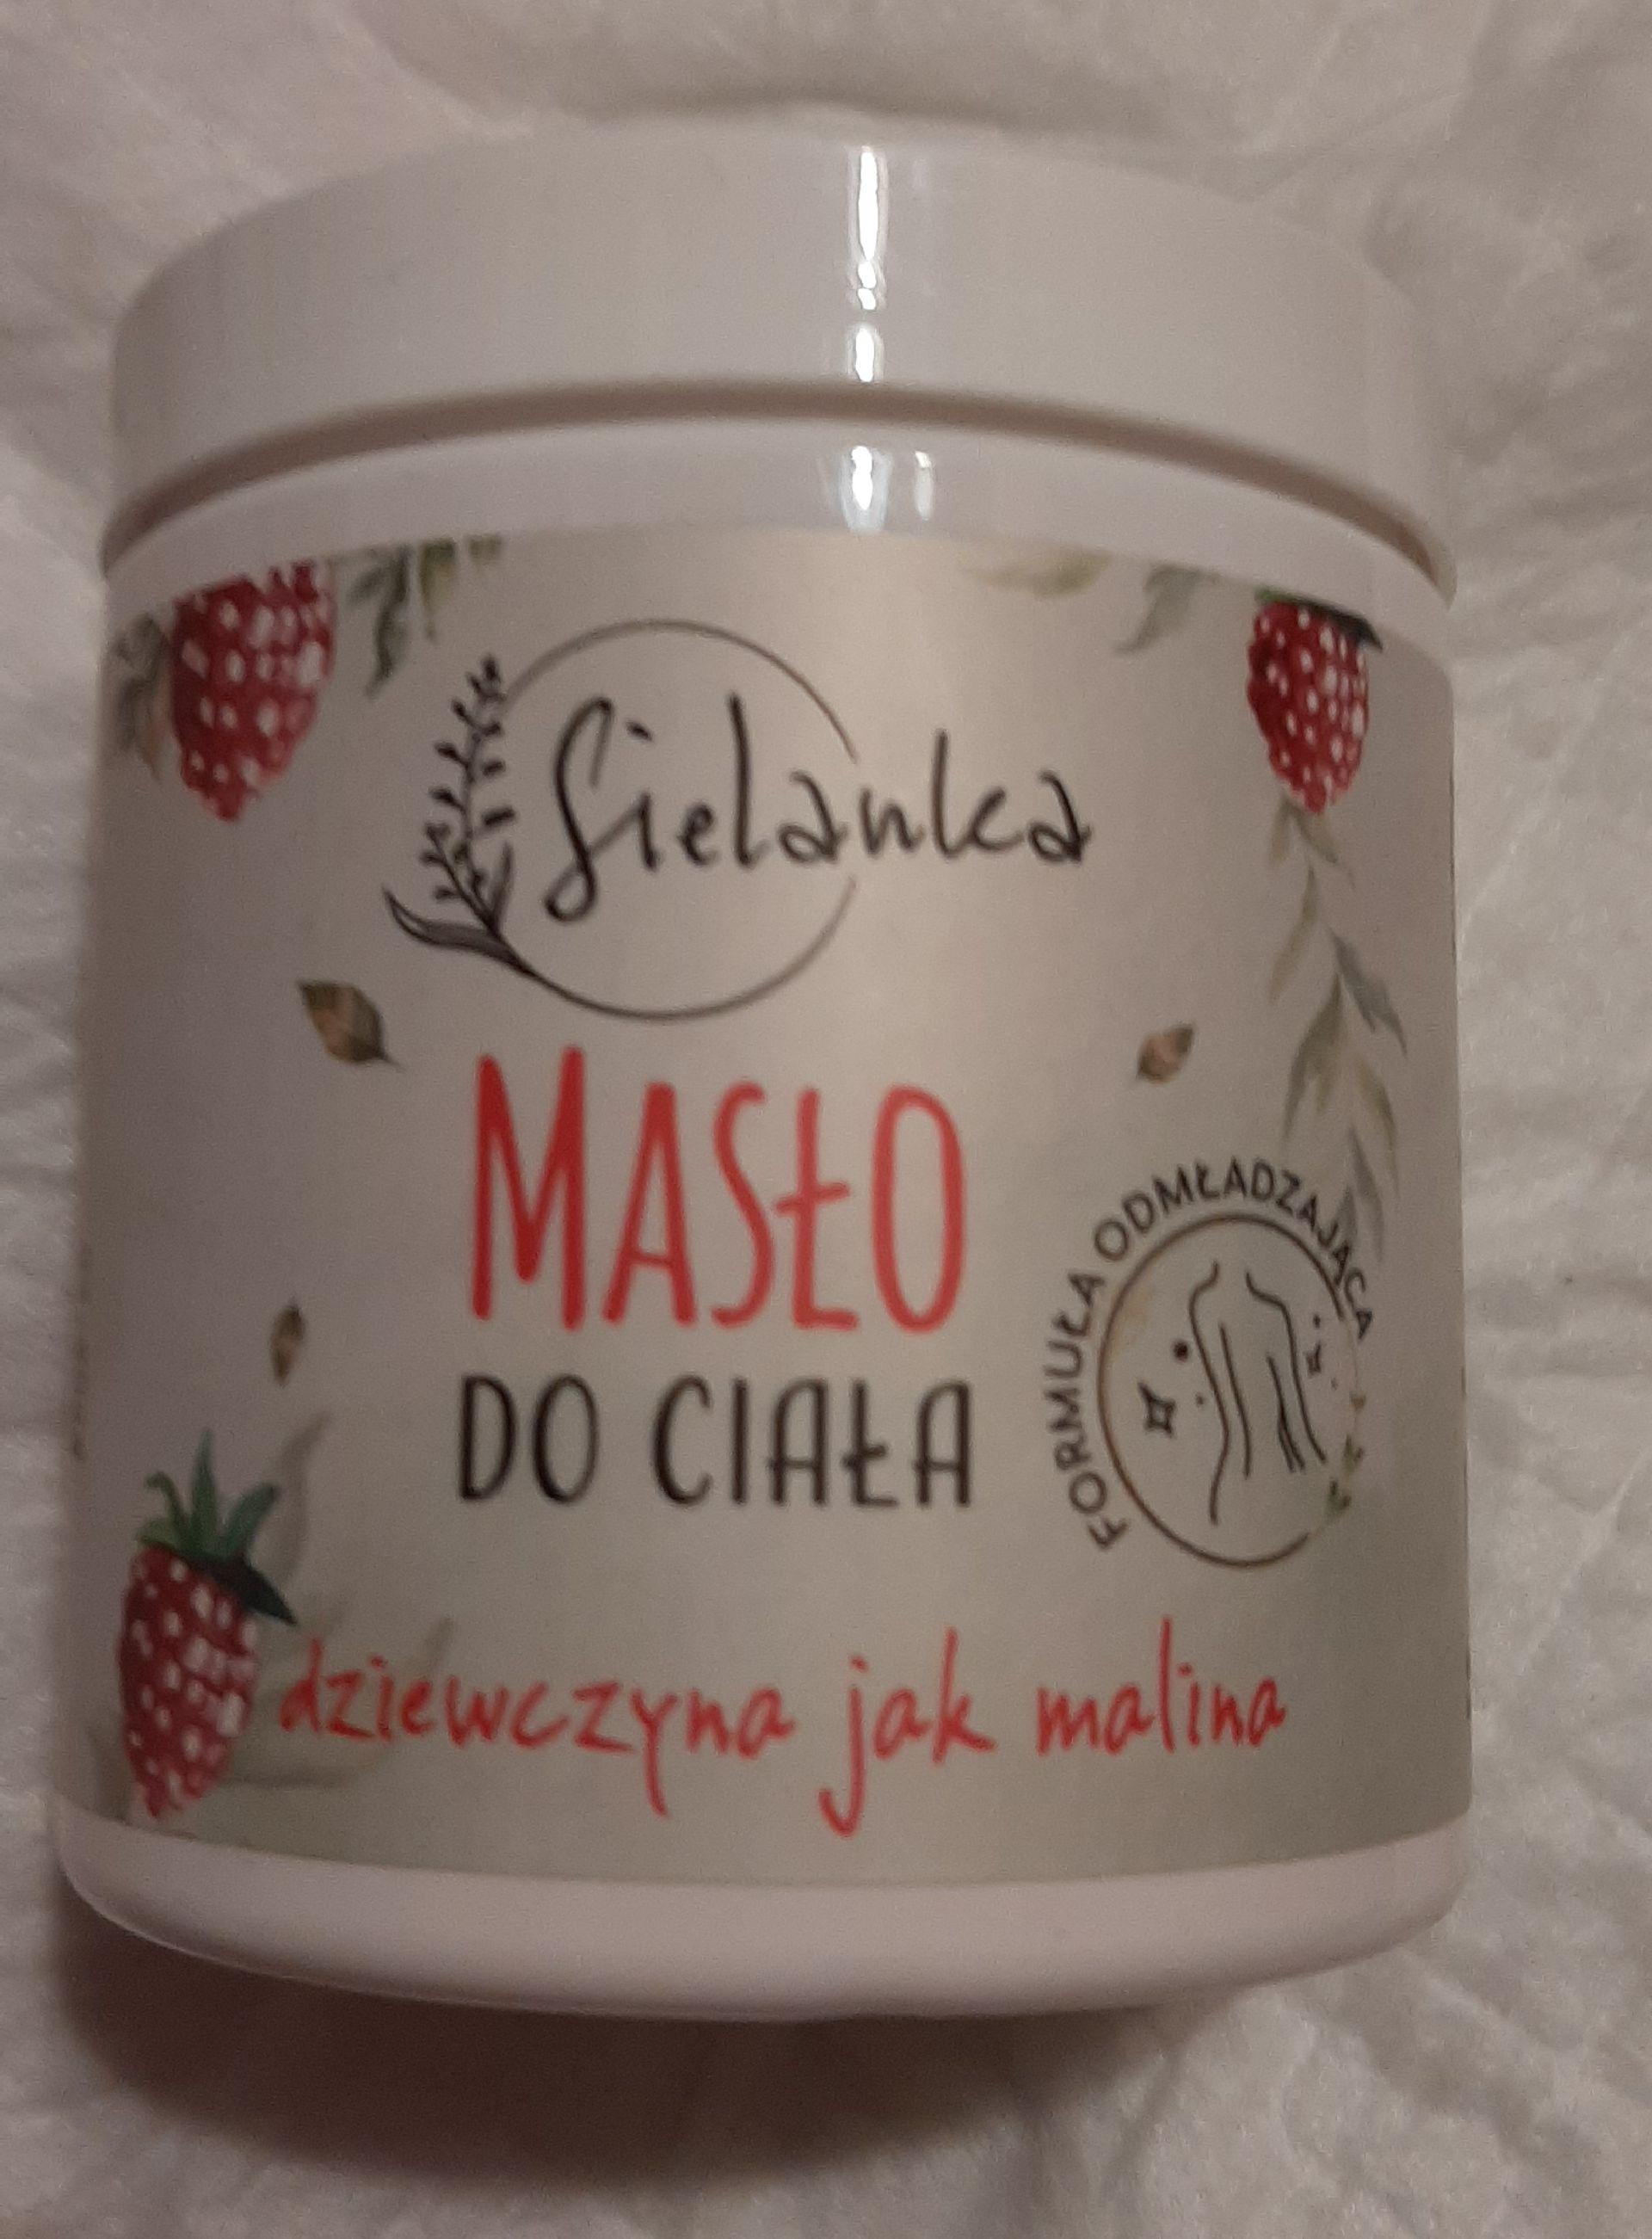 Sielanka
MASŁO
DO CIAŁA
FORMUŁA ODMŁADZAJĄCA
dziewczyna jak malina